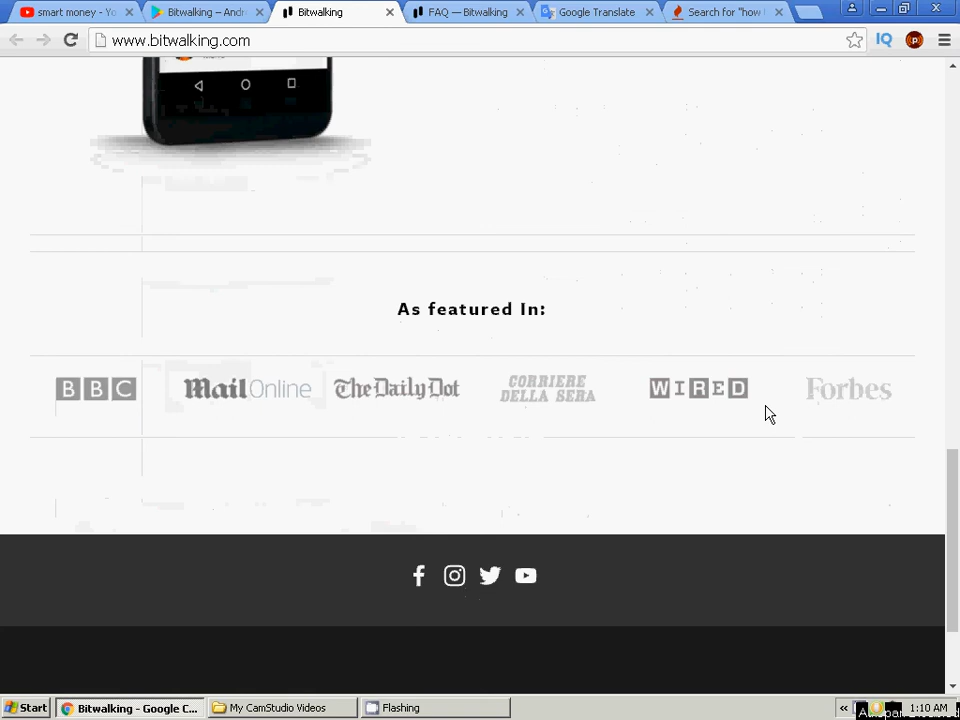 smart money - Yo
Bitwalking – Andr
Bitwalking
FAQ — Bitwalking
Google Translate
Search for "how
www.bitwalking.com
IQ
As featured In:
BBC
Mail Online
The Daily Dot
CORRIERE
DELLA SERA
WIRED
Forbes
Start
Bitwalking - Google C...
My CamStudio Videos
Flashing
1:10 AM